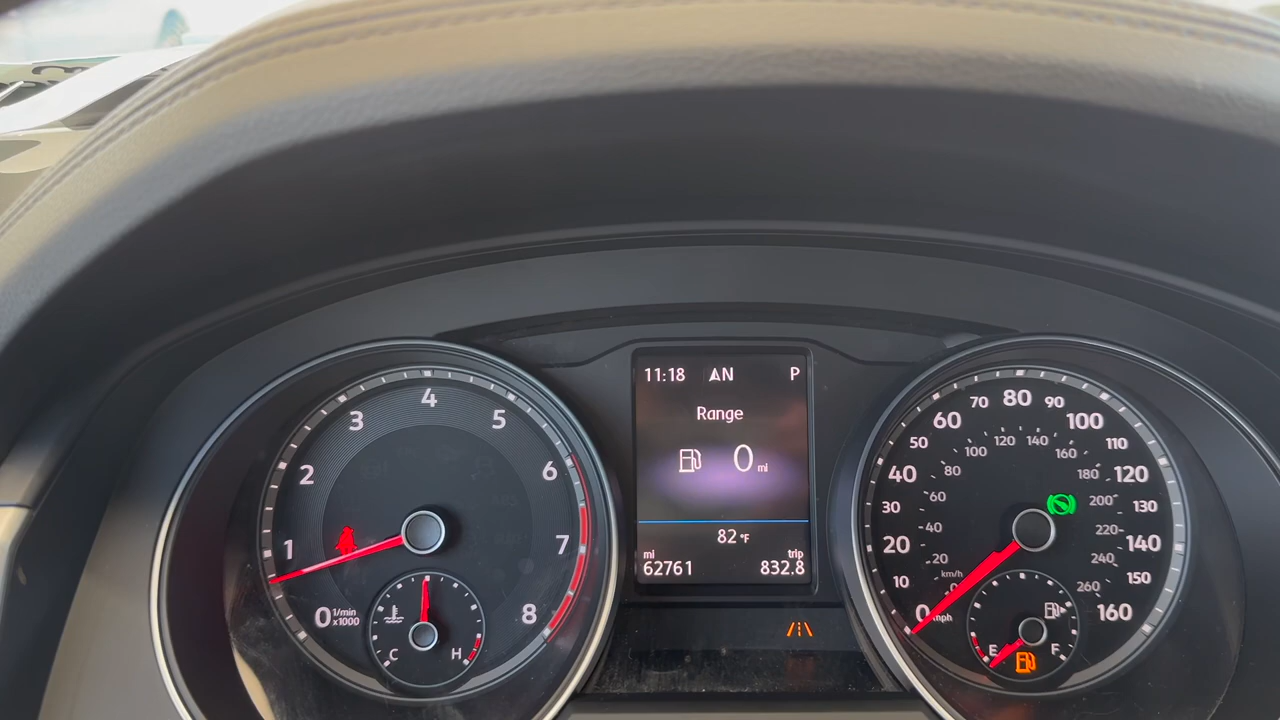 11:18 N P
Range
0 mi
82 °F
mi trip
62761 832.8
0 1 2 3 4 5 6 7 8
1/min
x1000
C H
0 10 20 30 40 50 60 70 80 90 100 110 120 130 140 150 160
mph
km/h
0 20 40 60 80 100 120 140 160 180 200 220 240 260
E F